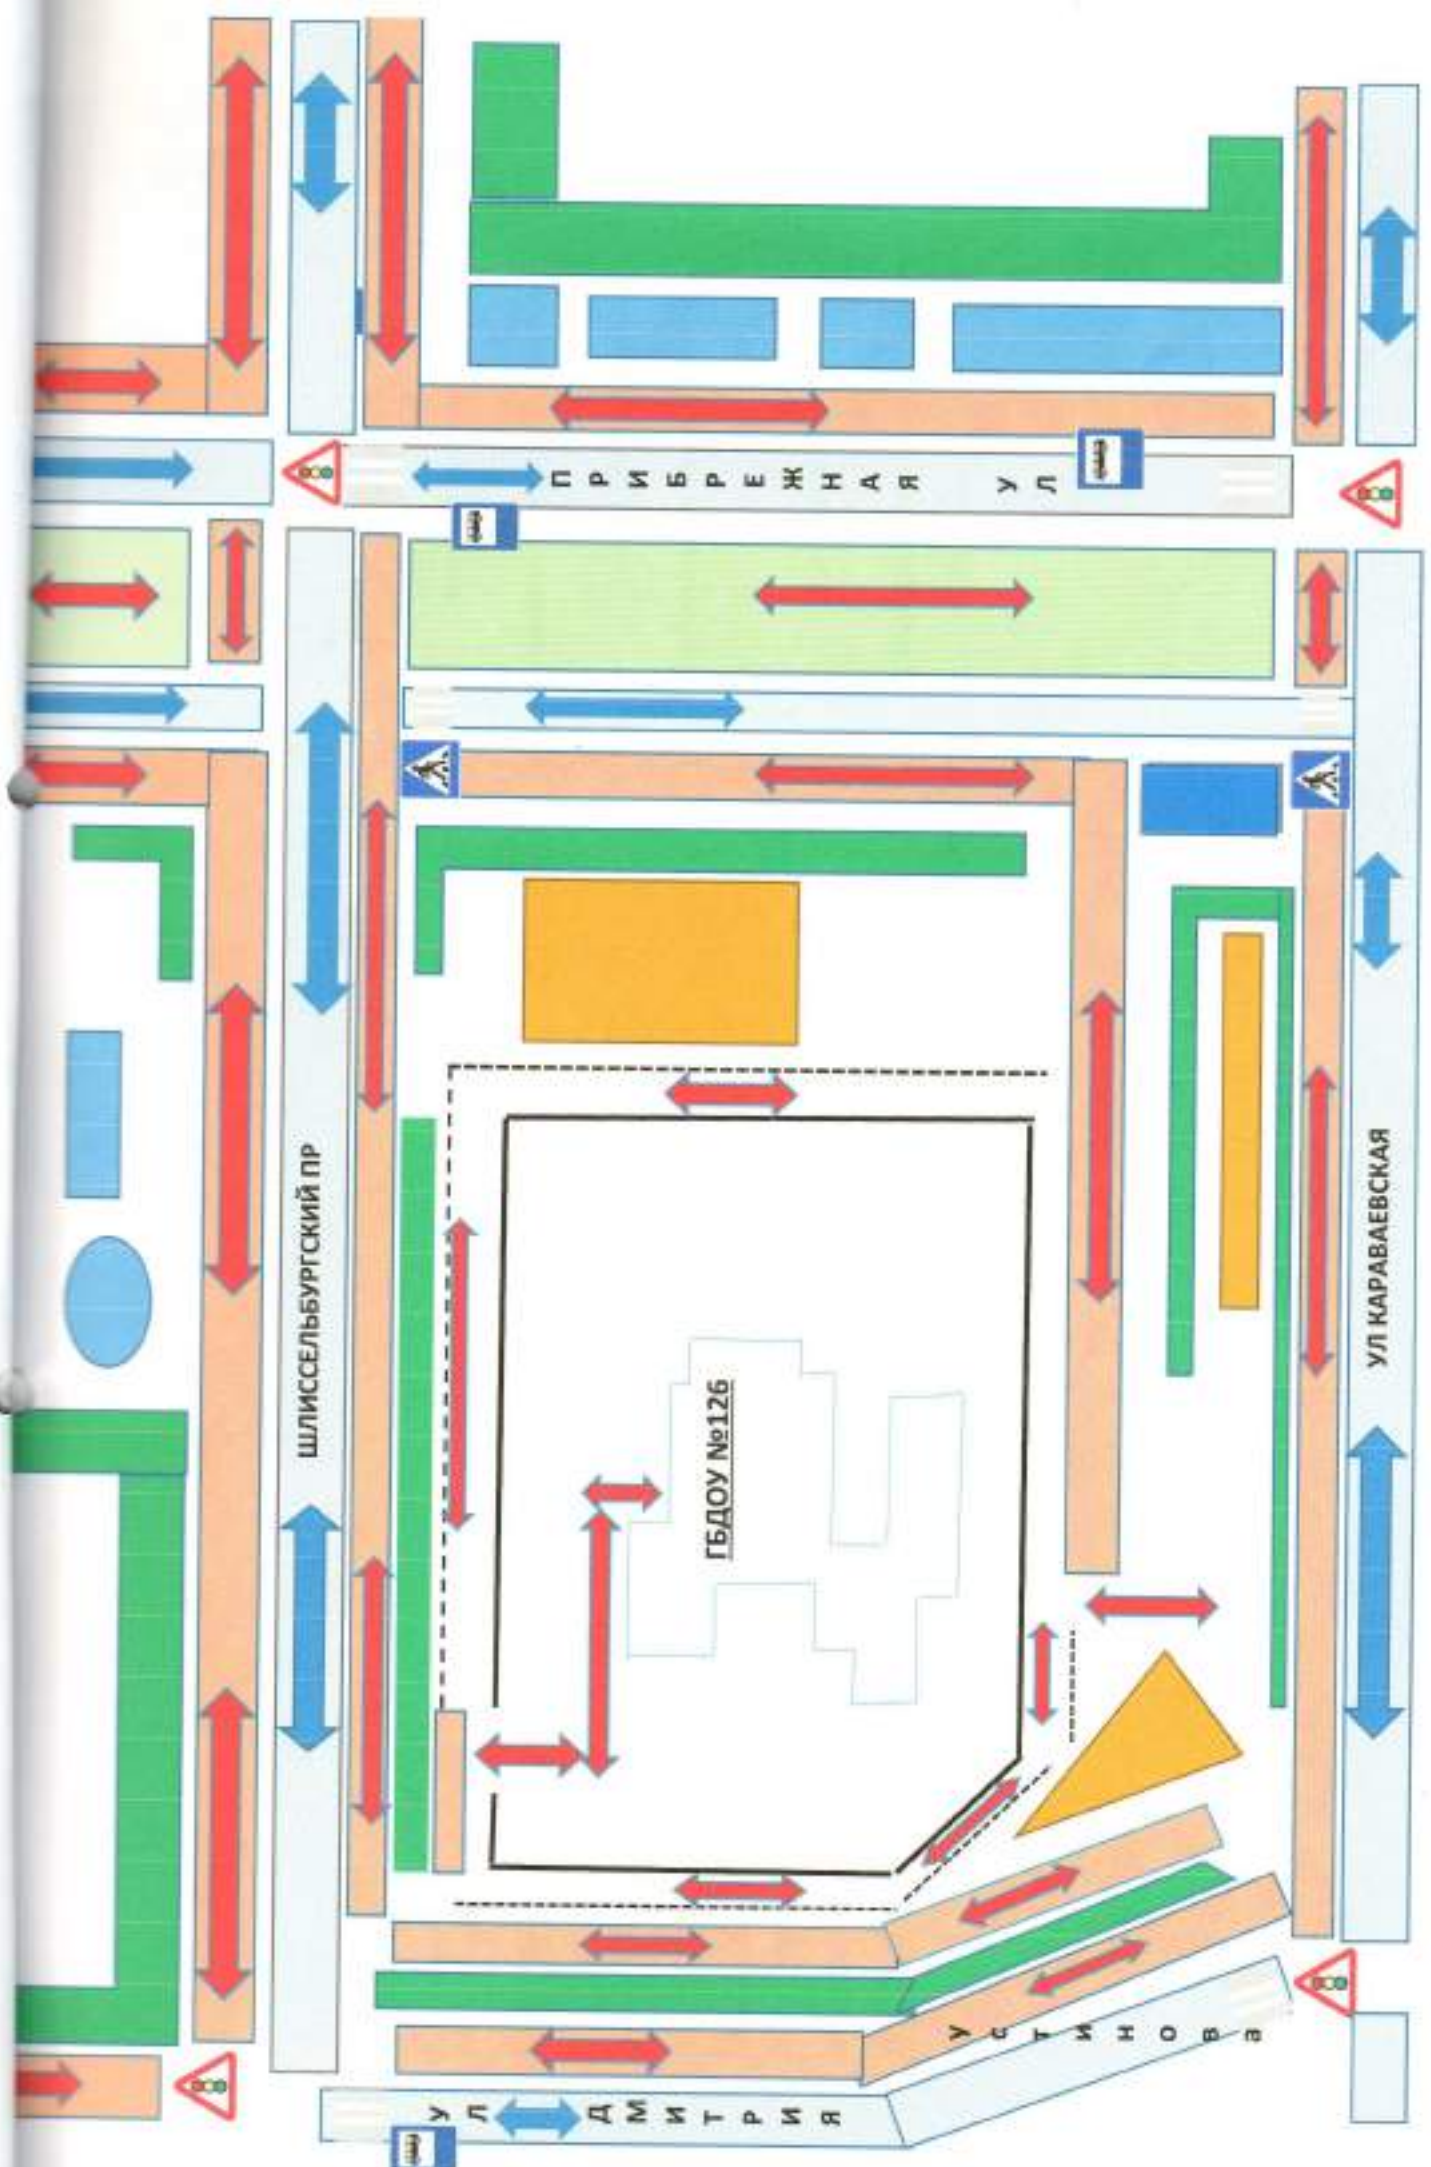 ПРИБРЕЖНАЯ УЛ
ШЛИССЕЛЬБУРГСКИЙ ПР
ГБДОУ №126
УЛ КАРАВАЕВСКАЯ
УЛ ДМИТРИЯ
Устинова